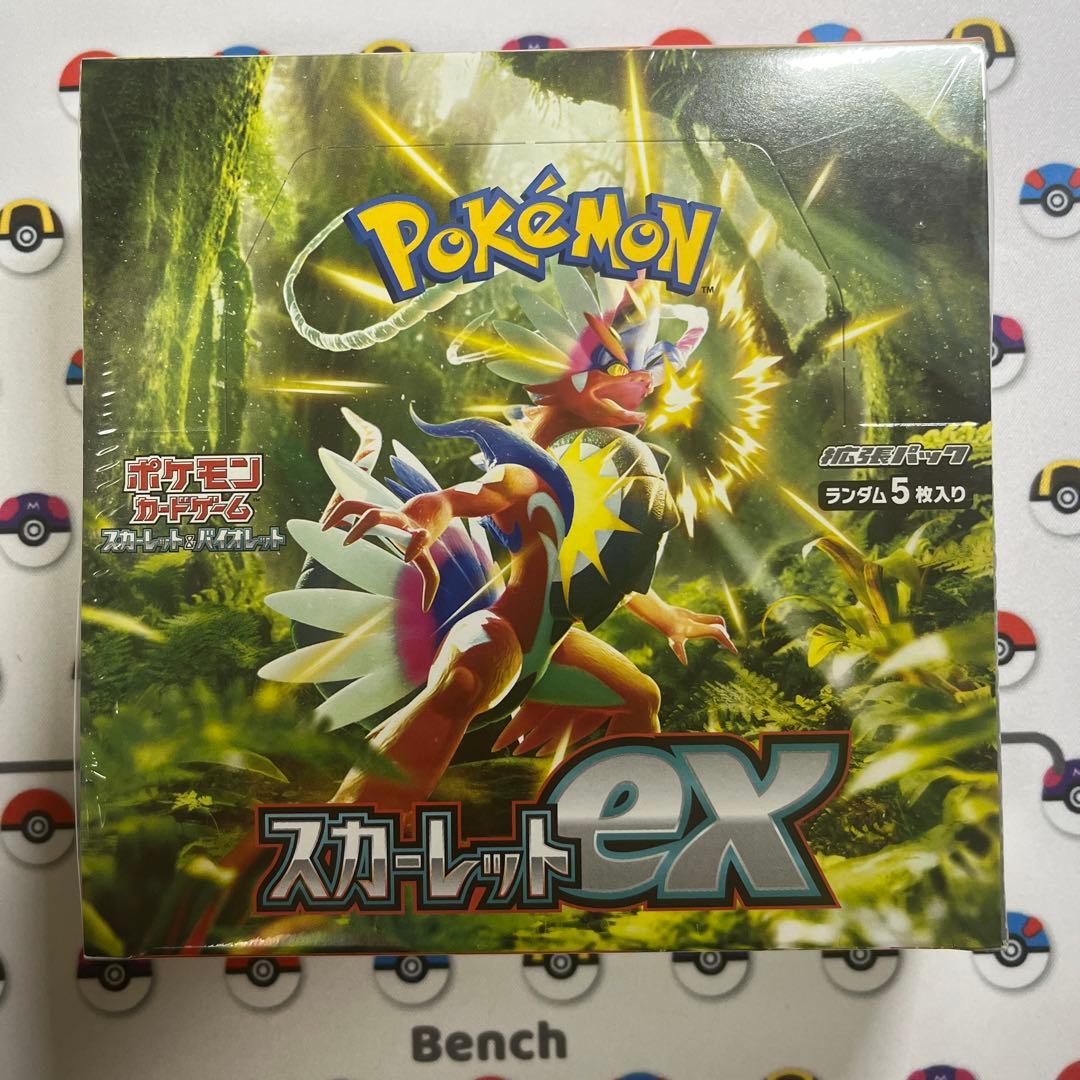 POKÉMON
TM
ポケモン
カードゲーム
スカーレット&バイオレット
拡張パック
ランダム5枚入り
スカーレットex
Bench